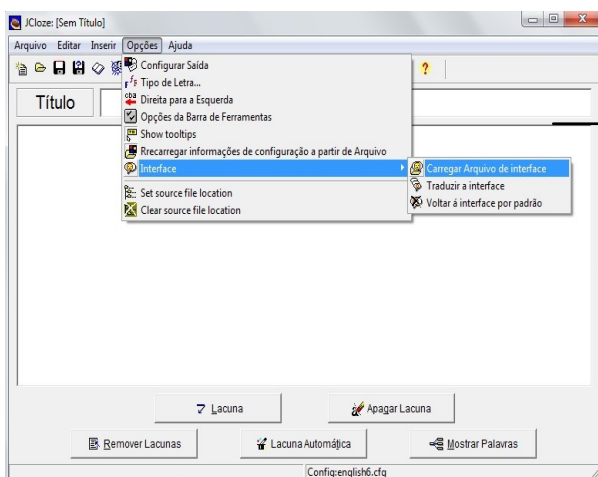 JCloze: [Sem Título]
Arquivo Editar Inserir Opções Ajuda
Configurar Saída
Tipo de Letra...
Direita para a Esquerda
Opções da Barra de Ferramentas
Show tooltips
Rrecarregar informações de configuração a partir de Arquivo
Interface
Set source file location
Clear source file location
Carregar Arquivo de interface
Traduzir a interface
Voltar á interface por padrão
?
Título
Lacuna
Apagar Lacuna
Remover Lacunas
Lacuna Automática
Mostrar Palavras
Config:english6.cfg